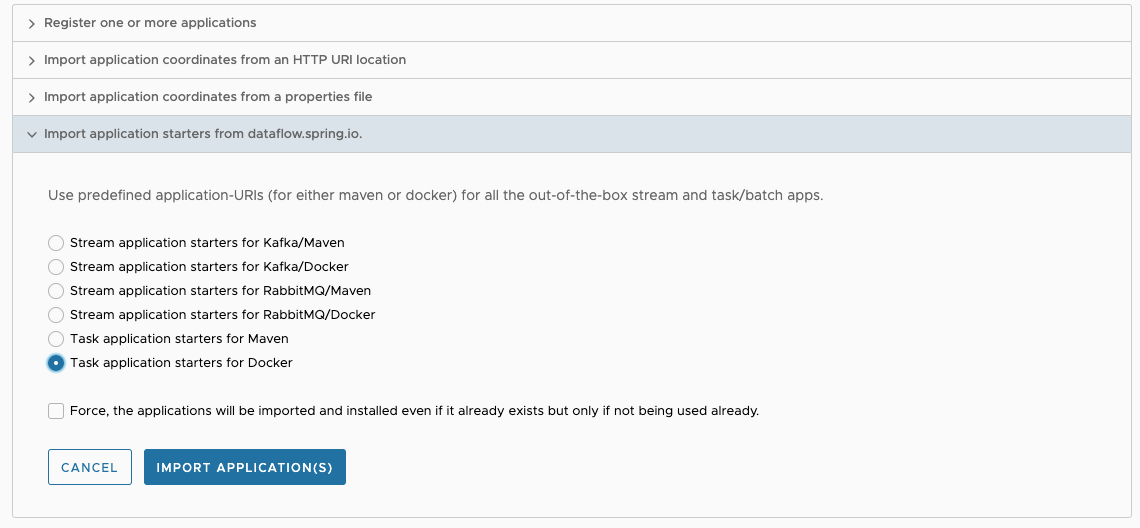 Register one or more applications
Import application coordinates from an HTTP URI location
Import application coordinates from a properties file
Import application starters from dataflow.spring.io.
Use predefined application-URIs (for either maven or docker) for all the out-of-the-box stream and task/batch apps.
Stream application starters for Kafka/Maven
Stream application starters for Kafka/Docker
Stream application starters for RabbitMQ/Maven
Stream application starters for RabbitMQ/Docker
Task application starters for Maven
Task application starters for Docker
Force, the applications will be imported and installed even if it already exists but only if not being used already.
CANCEL
IMPORT APPLICATION(S)